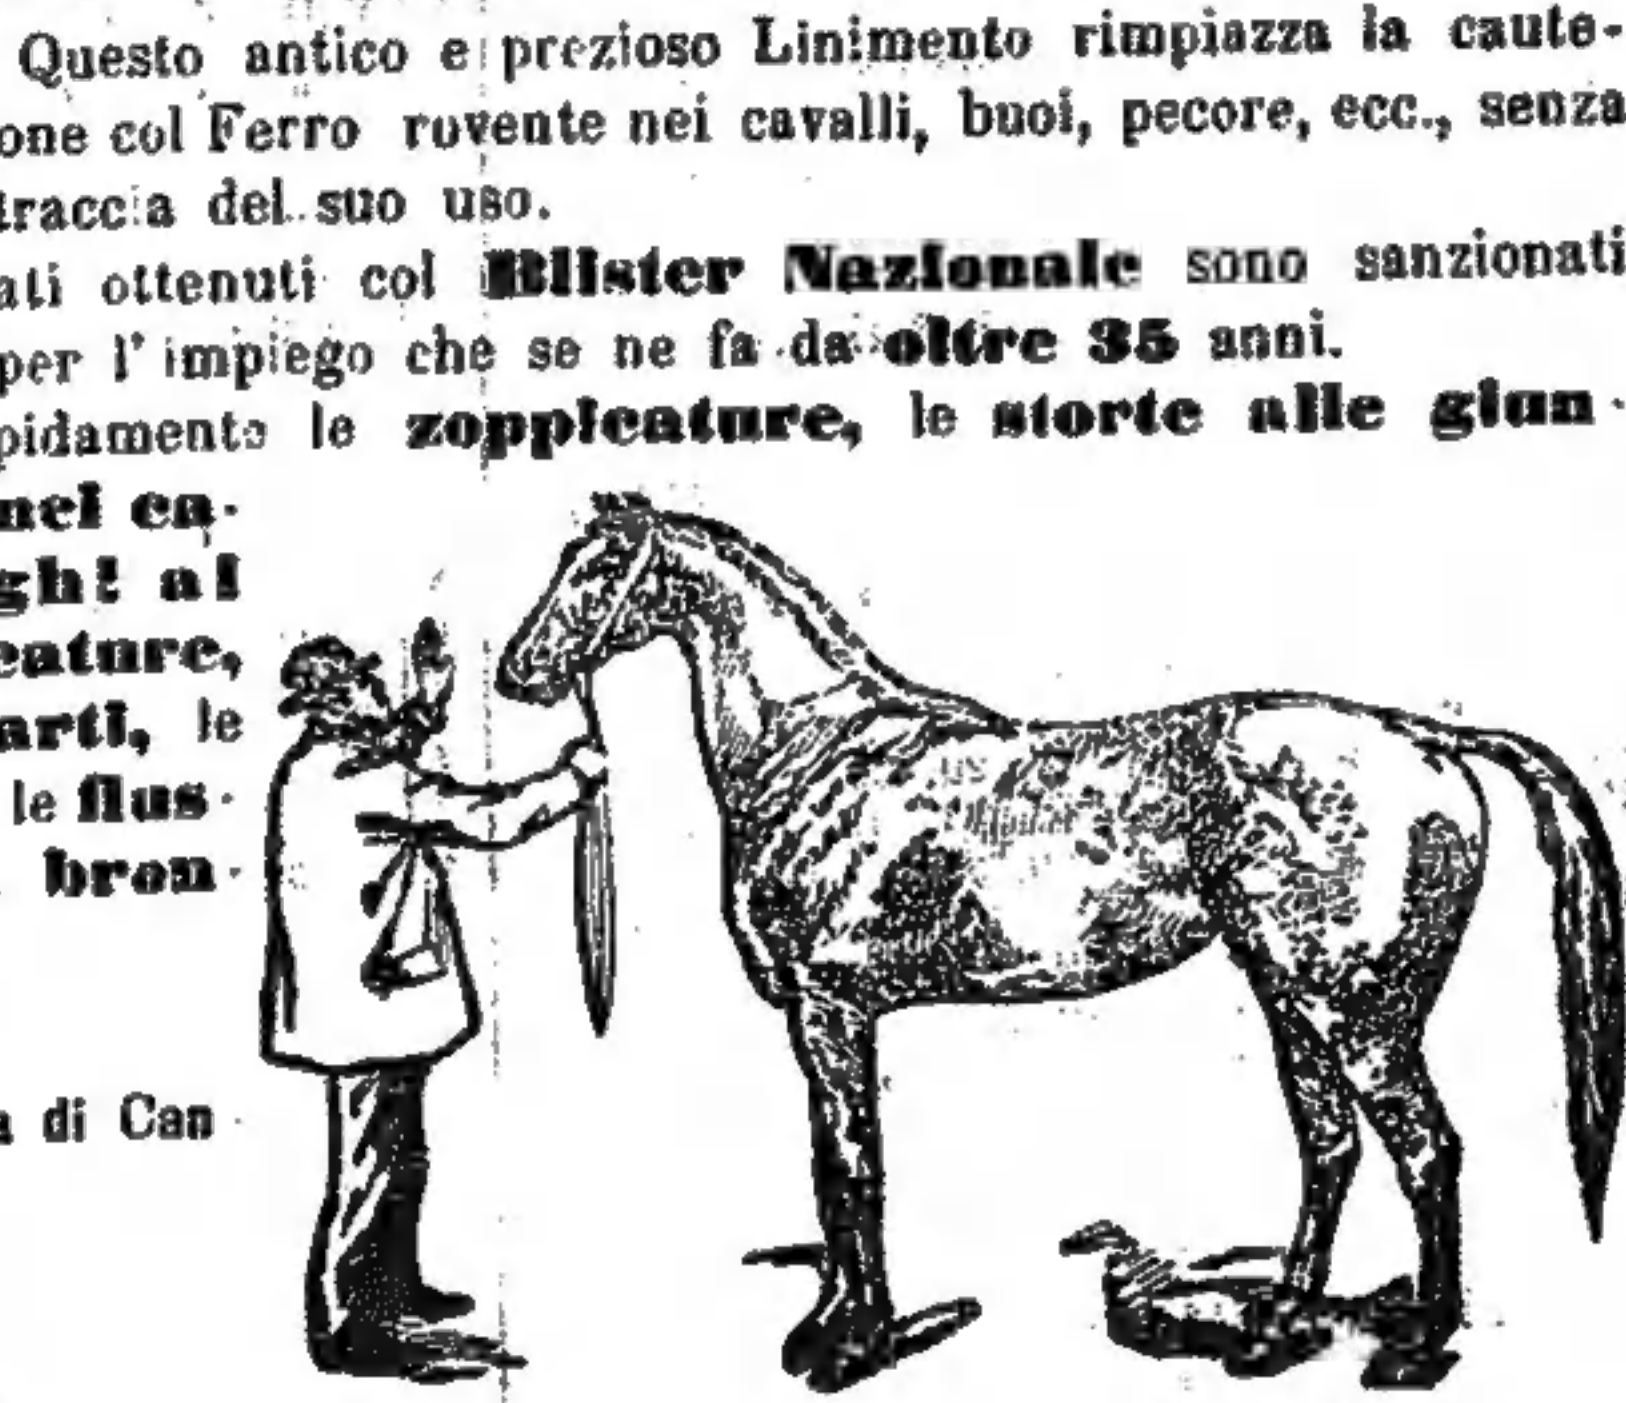 Questo antico e prezioso Linimento rimpiazza la caute-
one col Ferro rovente nei cavalli, buoi, pecore, ecc., senza
traccia del suo uso.
ati ottenuti col Blister Nazionale sono sanzionati
per l'impiego che se ne fa da oltre 35 anni.
pidamente le zoppicature, le storte alle giun-
nei ca-
ghi al
cature,
arti, le
le flus-
bron-
a di Can-